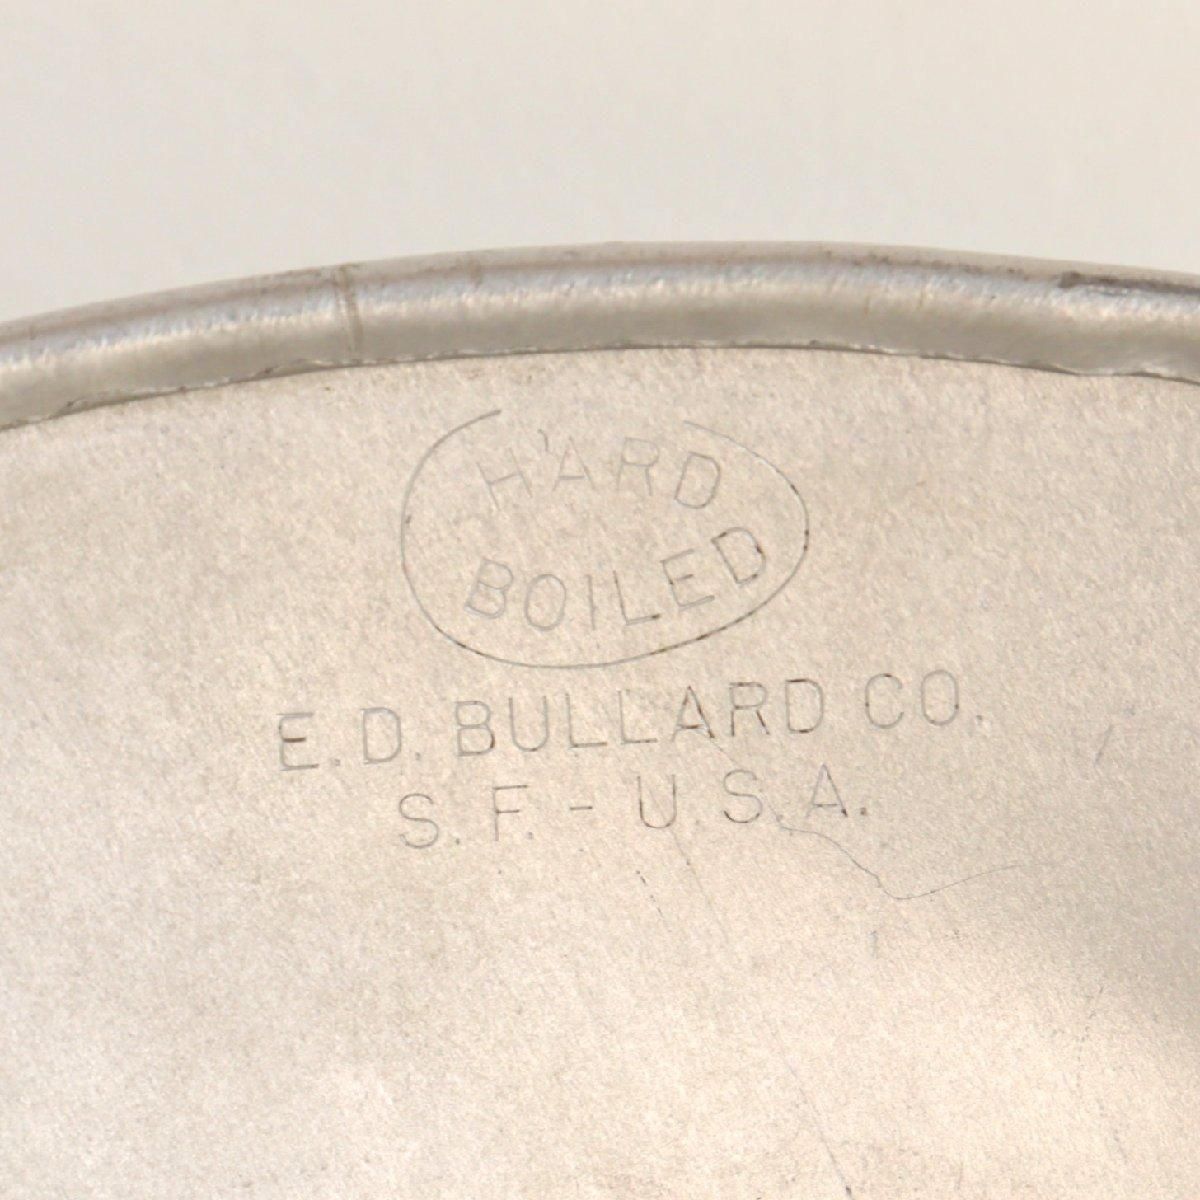 HARD
BOILED
E.D. BULLARD CO.
S.F. - U.S.A.